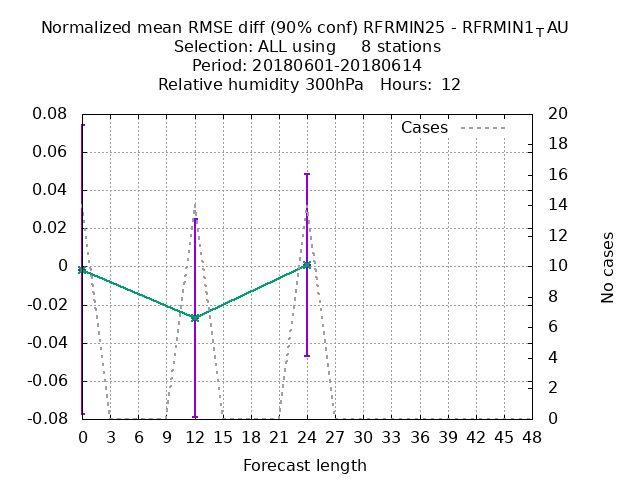 Normalized mean RMSE diff (90% conf) RFRMIN25 - RFRMIN1TAU
Selection: ALL using 8 stations
Period: 20180601-20180614
Relative humidity 300hPa Hours: 12
Cases
0.08
0.06
0.04
0.02
0
-0.02
-0.04
-0.06
-0.08
20
18
16
14
12
10
8
6
4
2
0
No cases
0 3 6 9 12 15 18 21 24 27 30 33 36 39 42 45 48
Forecast length